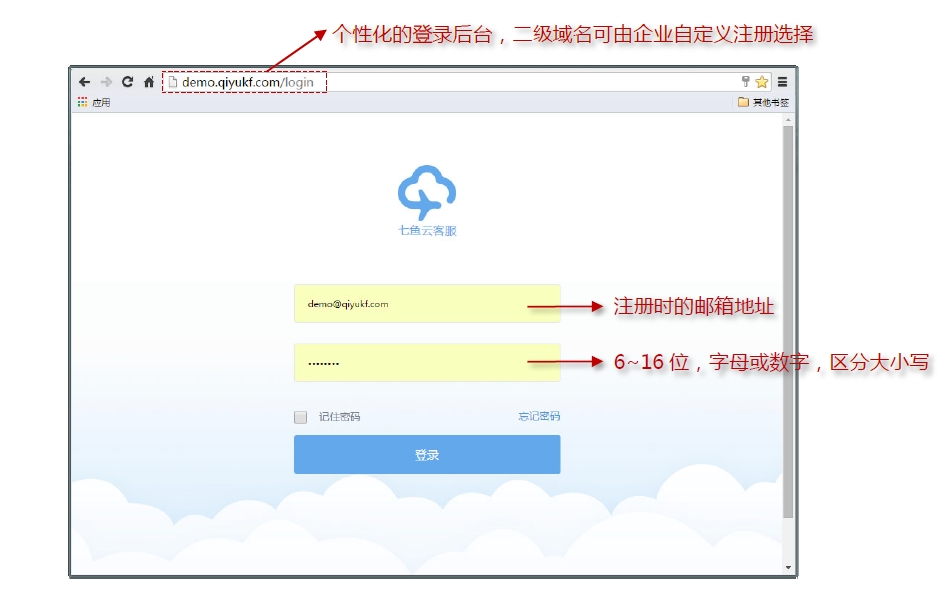 个性化的登录后台，二级域名可由企业自定义注册选择
demo.qiyukf.com/login
应用
其他书签
七鱼云客服
demo@qiyukf.com
注册时的邮箱地址
••••••••
6~16 位，字母或数字，区分大小写
记住密码
忘记密码
登录